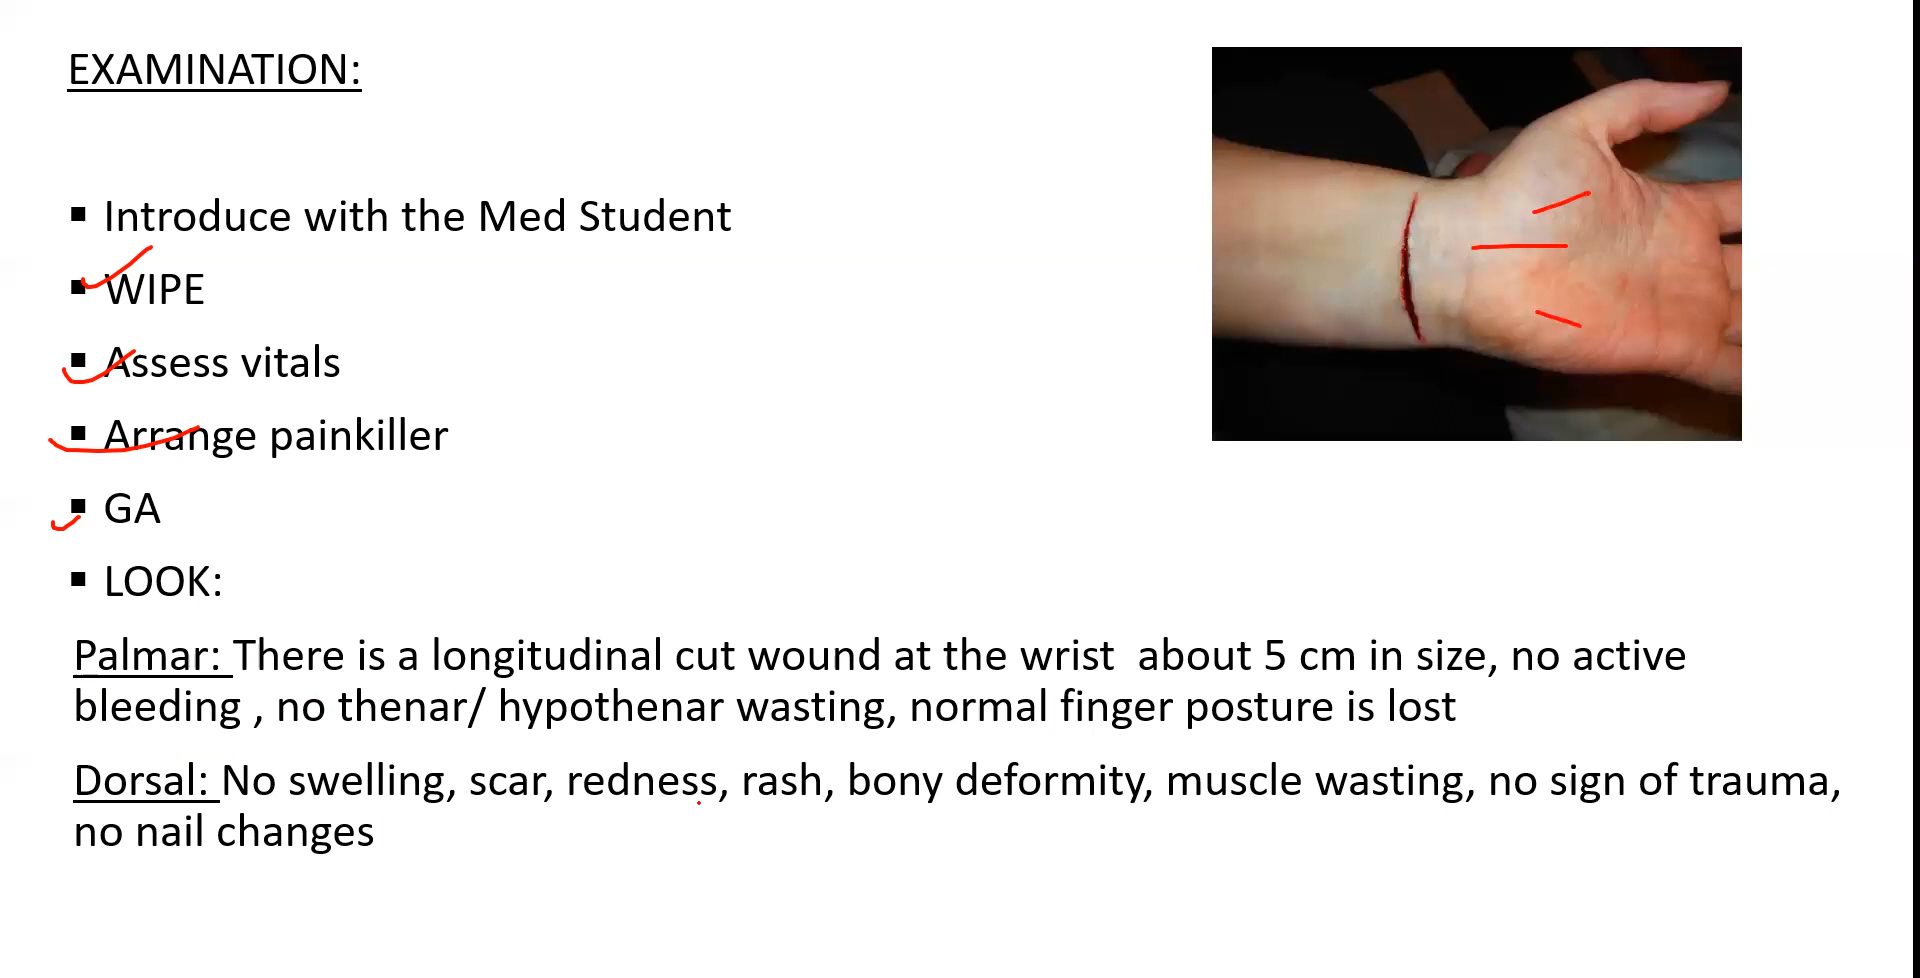 EXAMINATION:
▪ Introduce with the Med Student
▪ WIPE
▪ Assess vitals
▪ Arrange painkiller
▪ GA
▪ LOOK:
Palmar: There is a longitudinal cut wound at the wrist  about 5 cm in size, no active
bleeding , no thenar/ hypothenar wasting, normal finger posture is lost
Dorsal: No swelling, scar, redness, rash, bony deformity, muscle wasting, no sign of trauma,
no nail changes